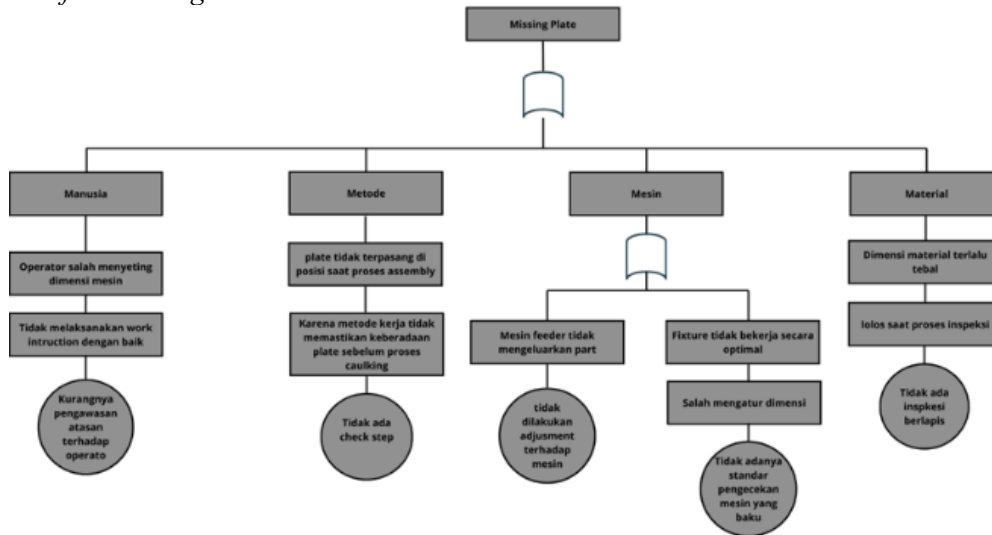 Missing Plate
Manusia
Metode
Mesin
Material
Operator salah menyeting
dimensi mesin
plate tidak terpasang di
posisi saat proses assembly
Dimensi material terlalu
tebal
Tidak melaksanakan work
intruction dengan baik
Karena metode kerja tidak
memastikan keberadaan
plate sebelum proses
caulking
Mesin feeder tidak
mengeluarkan part
Fixture tidak bekerja secara
optimal
lolos saat proses inspeksi
Kurangnya
pengawasan
atasan
terhadap
operato
Tidak ada
check step
tidak
dilakukan
adjusment
terhadap
mesin
Salah mengatur dimensi
Tidak ada
inspkesi
berlapis
Tidak adanya
standar
pengecekan
mesin yang
baku